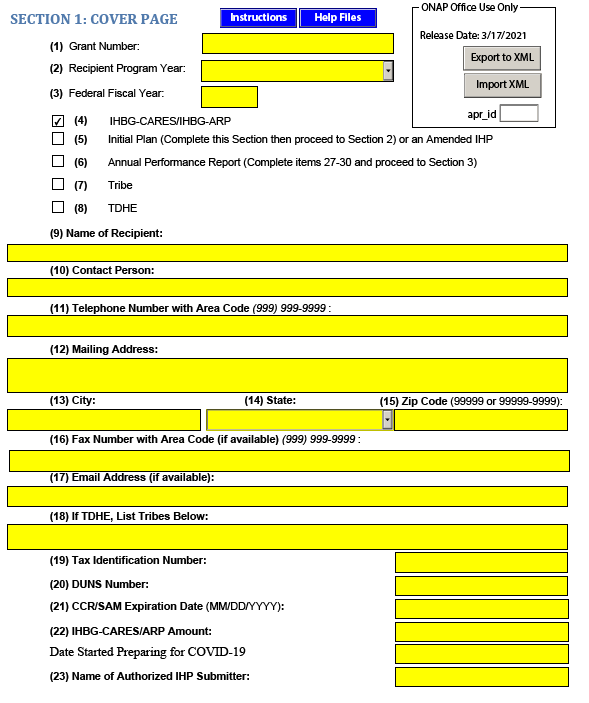 SECTION 1: COVER PAGE
Instructions
Help Files
ONAP Office Use Only
Release Date: 3/17/2021
Export to XML
Import XML
apr_id
(1) Grant Number:
(2) Recipient Program Year:
(3) Federal Fiscal Year:
(4) IHBG-CARES/IHBG-ARP
(5) Initial Plan (Complete this Section then proceed to Section 2) or an Amended IHP
(6) Annual Performance Report (Complete items 27-30 and proceed to Section 3)
(7) Tribe
(8) TDHE
(9) Name of Recipient:
(10) Contact Person:
(11) Telephone Number with Area Code (999) 999-9999 :
(12) Mailing Address:
(13) City: (14) State: (15) Zip Code (99999 or 99999-9999):
(16) Fax Number with Area Code (if available) (999) 999-9999 :
(17) Email Address (if available):
(18) If TDHE, List Tribes Below:
(19) Tax Identification Number:
(20) DUNS Number:
(21) CCR/SAM Expiration Date (MM/DD/YYYY):
(22) IHBG-CARES/ARP Amount:
Date Started Preparing for COVID-19
(23) Name of Authorized IHP Submitter: